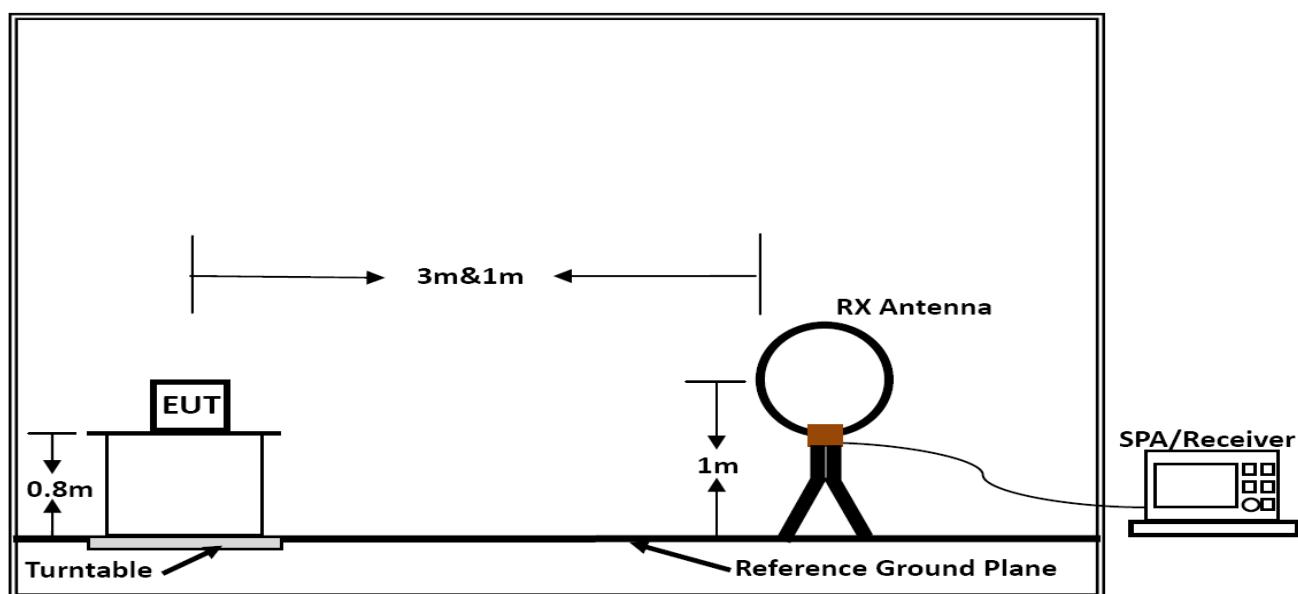 3m&1m
RX Antenna
EUT
0.8m
1m
SPA/Receiver
Turntable
Reference Ground Plane